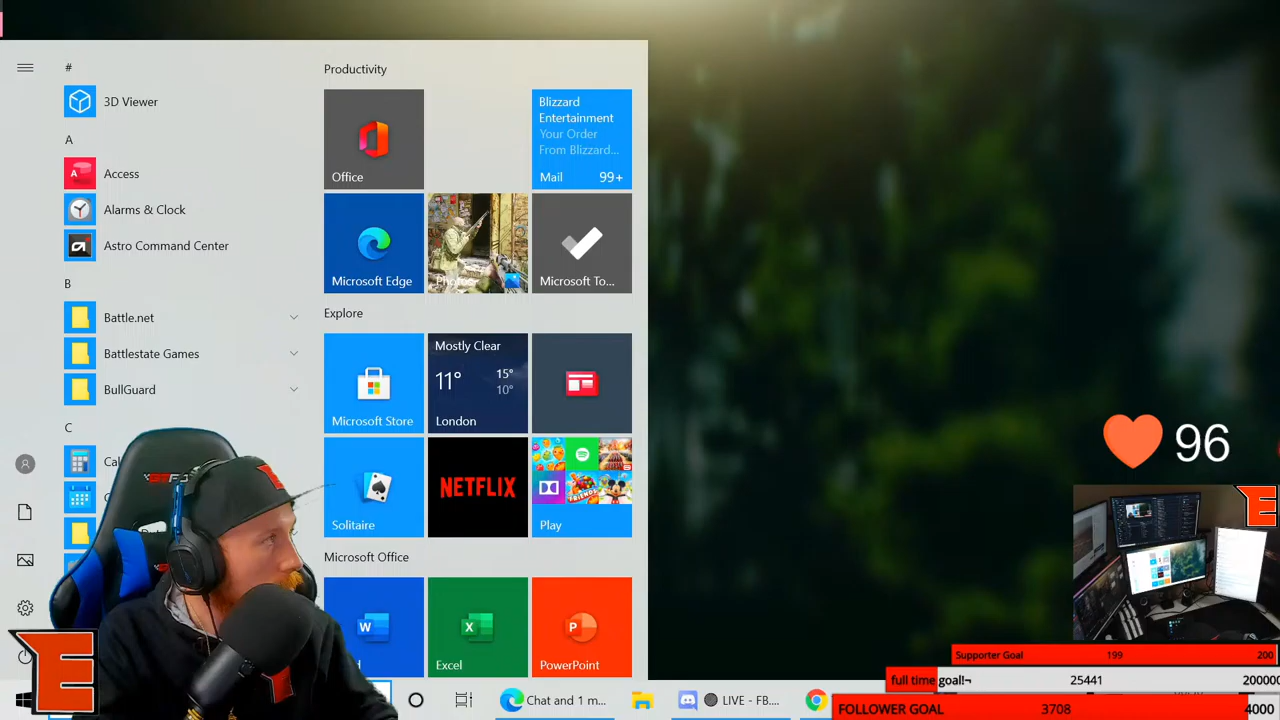 #
3D Viewer
A
Access
Alarms & Clock
Astro Command Center
B
Battle.net
Battlestate Games
BullGuard
C
Cal
Productivity
Office
Blizzard
Entertainment
Your Order
From Blizzard...
Mail 99+
Microsoft Edge
Photos
Microsoft To...
Explore
Microsoft Store
Mostly Clear
11° 15°
10°
London
Solitaire
NETFLIX
Play
Microsoft Office
Excel
PowerPoint
96
E
E
Supporter Goal 199 200
full time goal!¬ 25441 200000
FOLLOWER GOAL 3708 4000
Chat and 1 m...
LIVE - FB....